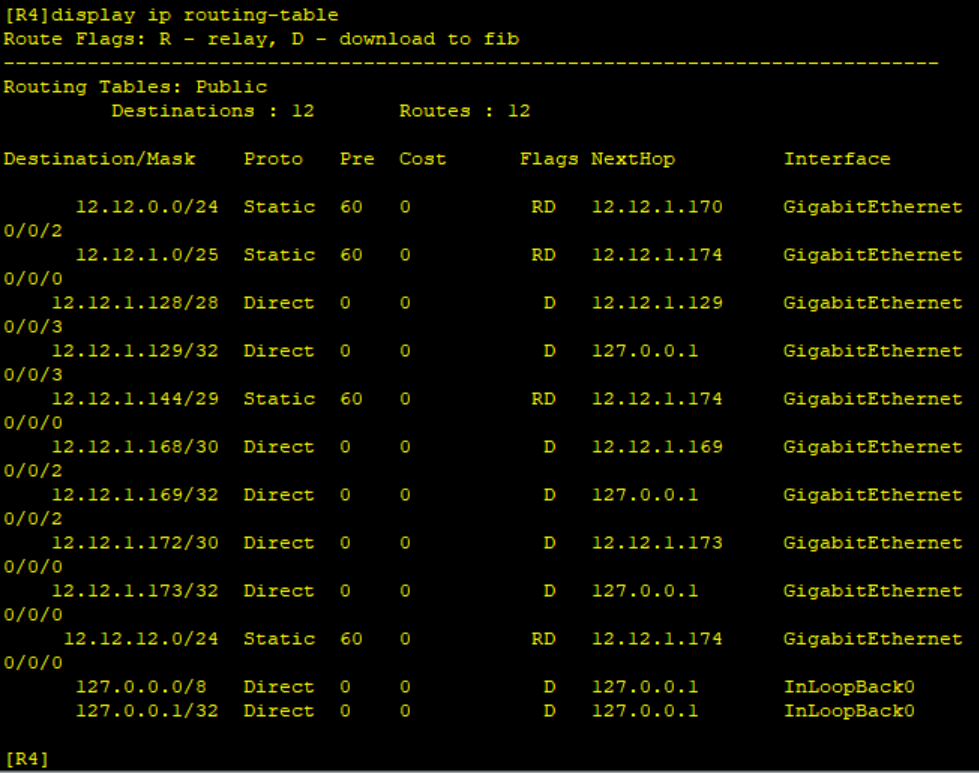 [R4]display ip routing-table
Route Flags: R - relay, D - download to fib
------------------------------------------------------------------------------
Routing Tables: Public
         Destinations : 12       Routes : 12

Destination/Mask    Proto   Pre  Cost      Flags NextHop         Interface

      12.12.0.0/24  Static  60   0          RD   12.12.1.170     GigabitEthernet
0/0/2
      12.12.1.0/25  Static  60   0          RD   12.12.1.174     GigabitEthernet
0/0/0
    12.12.1.128/28  Direct  0    0           D   12.12.1.129     GigabitEthernet
0/0/3
    12.12.1.129/32  Direct  0    0           D   127.0.0.1       GigabitEthernet
0/0/3
    12.12.1.144/29  Static  60   0          RD   12.12.1.174     GigabitEthernet
0/0/0
    12.12.1.168/30  Direct  0    0           D   12.12.1.169     GigabitEthernet
0/0/2
    12.12.1.169/32  Direct  0    0           D   127.0.0.1       GigabitEthernet
0/0/2
    12.12.1.172/30  Direct  0    0           D   12.12.1.173     GigabitEthernet
0/0/0
    12.12.1.173/32  Direct  0    0           D   127.0.0.1       GigabitEthernet
0/0/0
     12.12.12.0/24  Static  60   0          RD   12.12.1.174     GigabitEthernet
0/0/0
      127.0.0.0/8   Direct  0    0           D   127.0.0.1       InLoopBack0
      127.0.0.1/32  Direct  0    0           D   127.0.0.1       InLoopBack0

[R4]